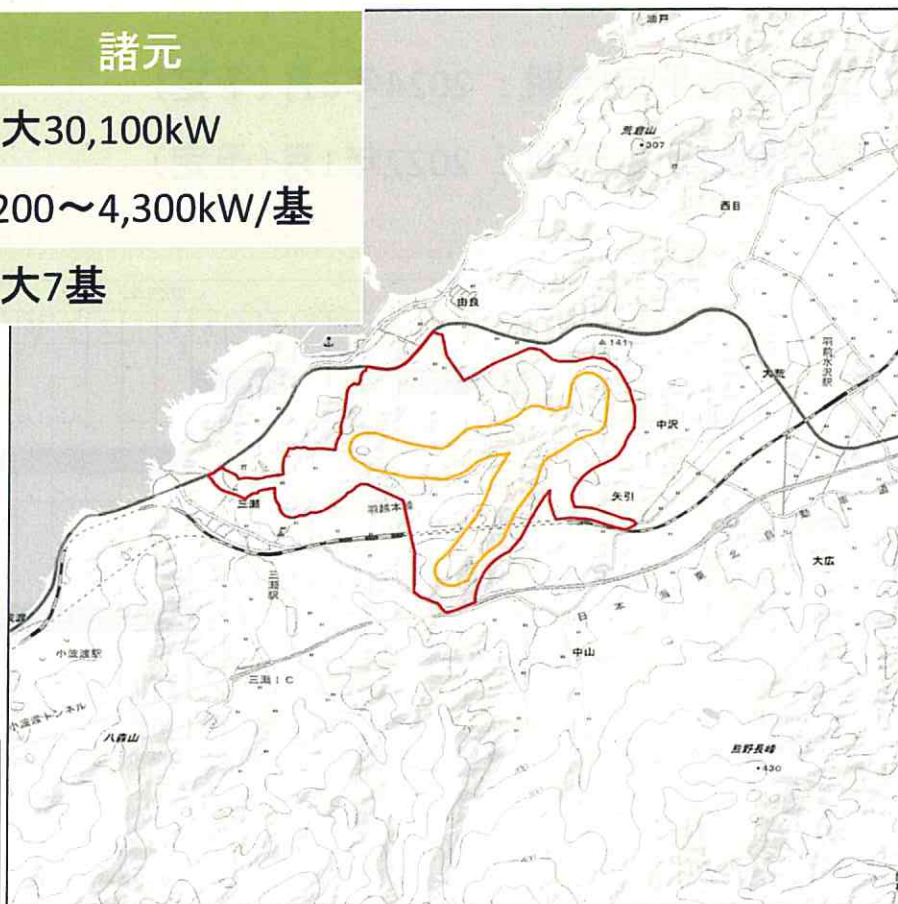 諸元
大30,100kW
200～4,300kW/基
大7基
油戸
荒倉山
・307
西目
由良
△141
羽前水沢駅
大荒
中沢
矢引
三瀬
羽越本線
三瀬駅
日本海東北自動車道
大広
中山
小波渡駅
三瀬IC
小波渡トンネル
八森山
熊野長峰
・430